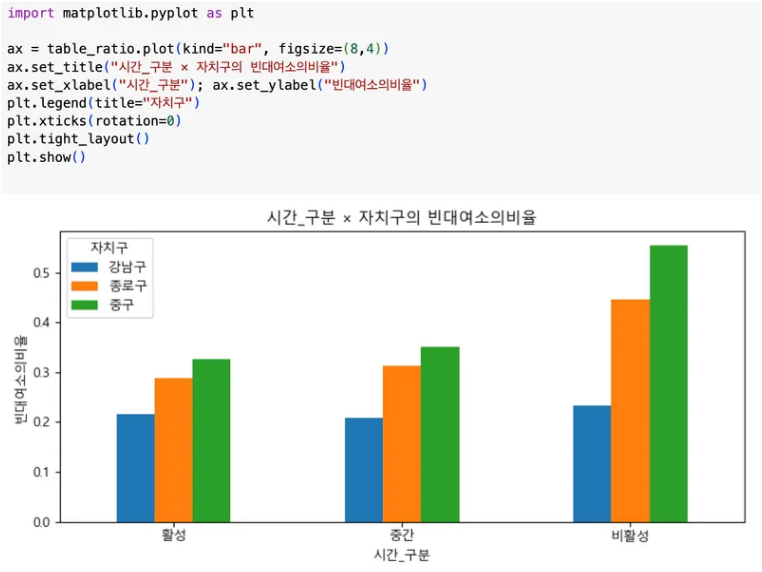 import matplotlib.pyplot as plt
ax = table_ratio.plot(kind="bar", figsize=(8,4))
ax.set_title("시간_구분 × 자치구의 빈대여소의비율")
ax.set_xlabel("시간_구분"); ax.set_ylabel("빈대여소의비율")
plt.legend(title="자치구")
plt.xticks(rotation=0)
plt.tight_layout()
plt.show()
시간_구분 × 자치구의 빈대여소의비율
자치구
강남구
종로구
중구
빈대여소의비율
0.5
0.4
0.3
0.2
0.1
0.0
활성 중간 비활성
시간_구분